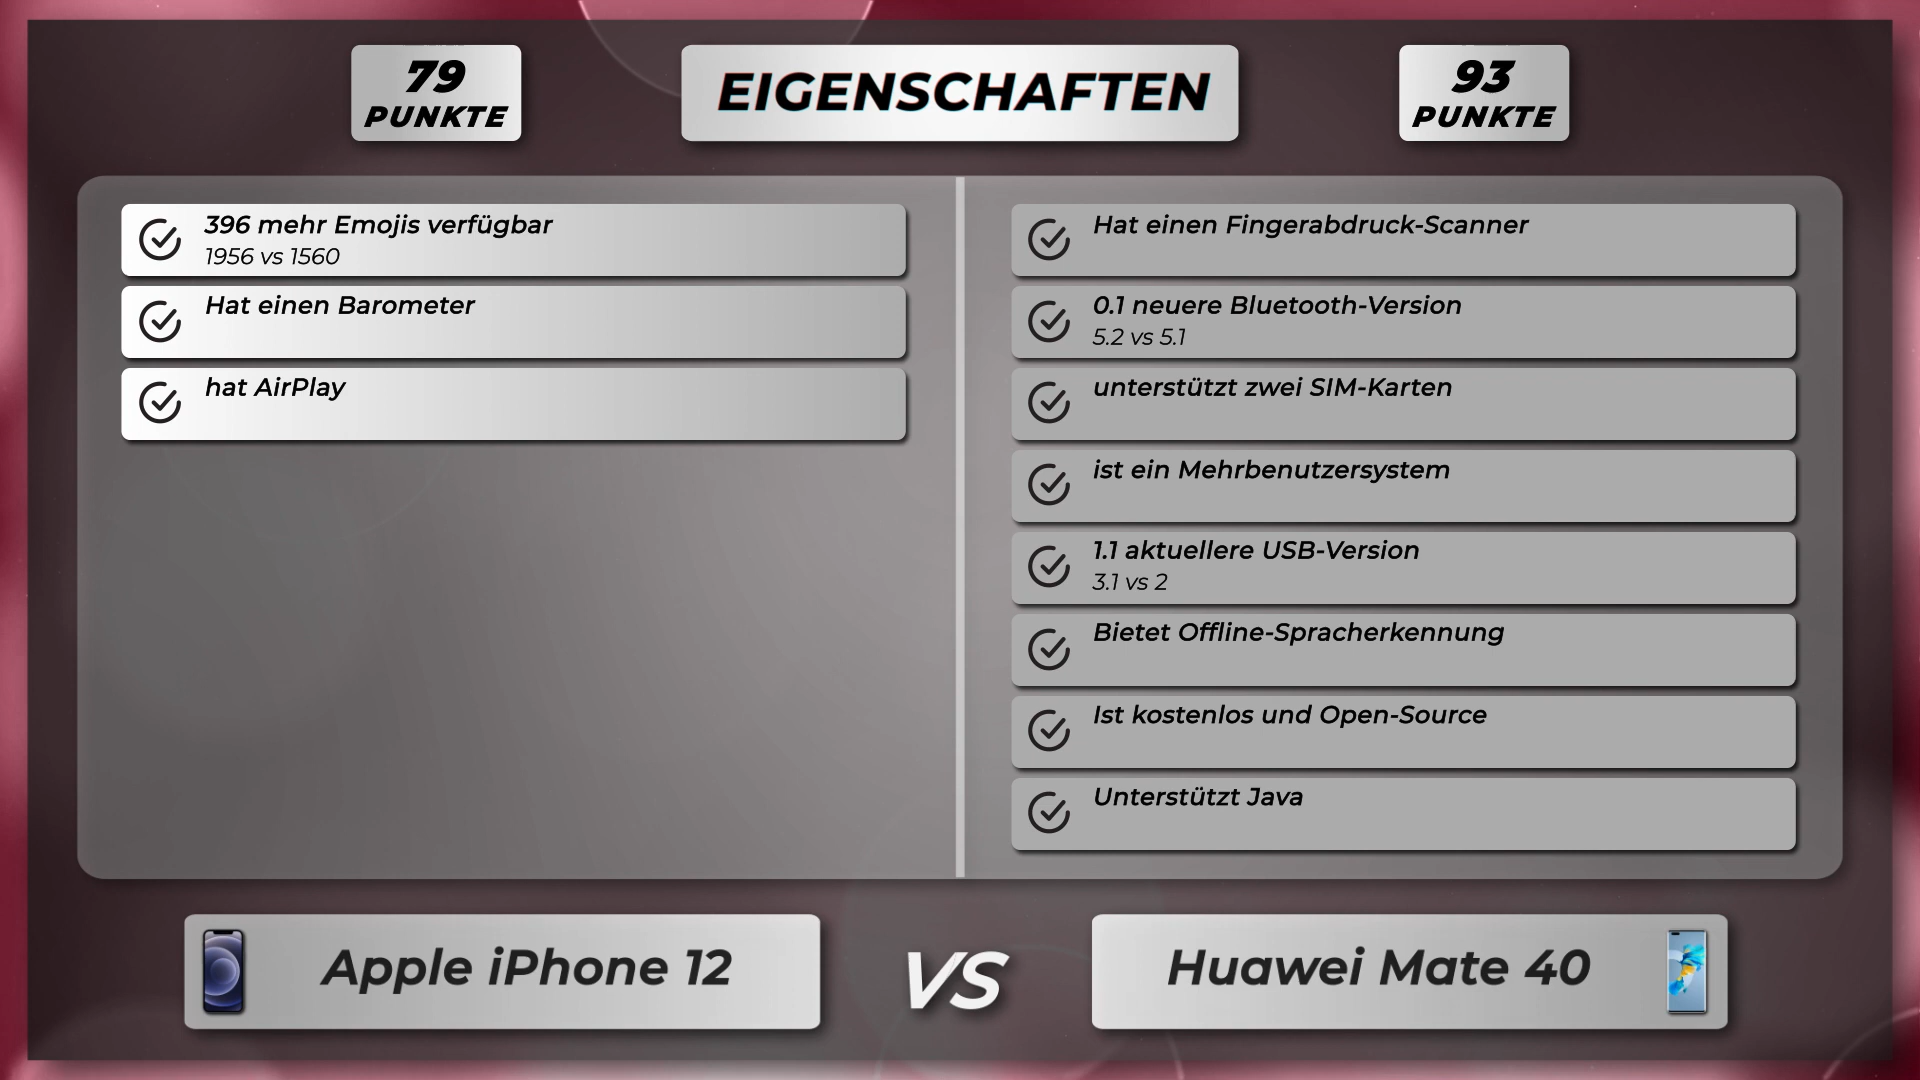 79
PUNKTE
EIGENSCHAFTEN
93
PUNKTE
396 mehr Emojis verfügbar
1956 vs 1560
Hat einen Barometer
hat AirPlay
Hat einen Fingerabdruck-Scanner
0.1 neuere Bluetooth-Version
5.2 vs 5.1
unterstützt zwei SIM-Karten
ist ein Mehrbenutzersystem
1.1 aktuellere USB-Version
3.1 vs 2
Bietet Offline-Spracherkennung
Ist kostenlos und Open-Source
Unterstützt Java
Apple iPhone 12
VS
Huawei Mate 40